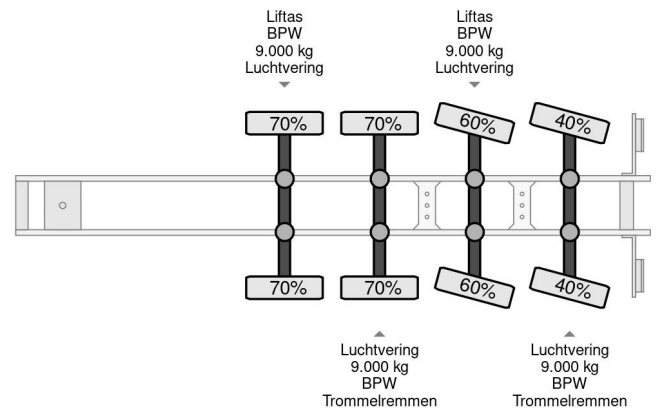 Liftas
BPW
9.000 kg
Luchtvering
Liftas
BPW
9.000 kg
Luchtvering
70%
70%
60%
40%
70%
70%
60%
40%
Luchtvering
9.000 kg
BPW
Trommelremmen
Luchtvering
9.000 kg
BPW
Trommelremmen